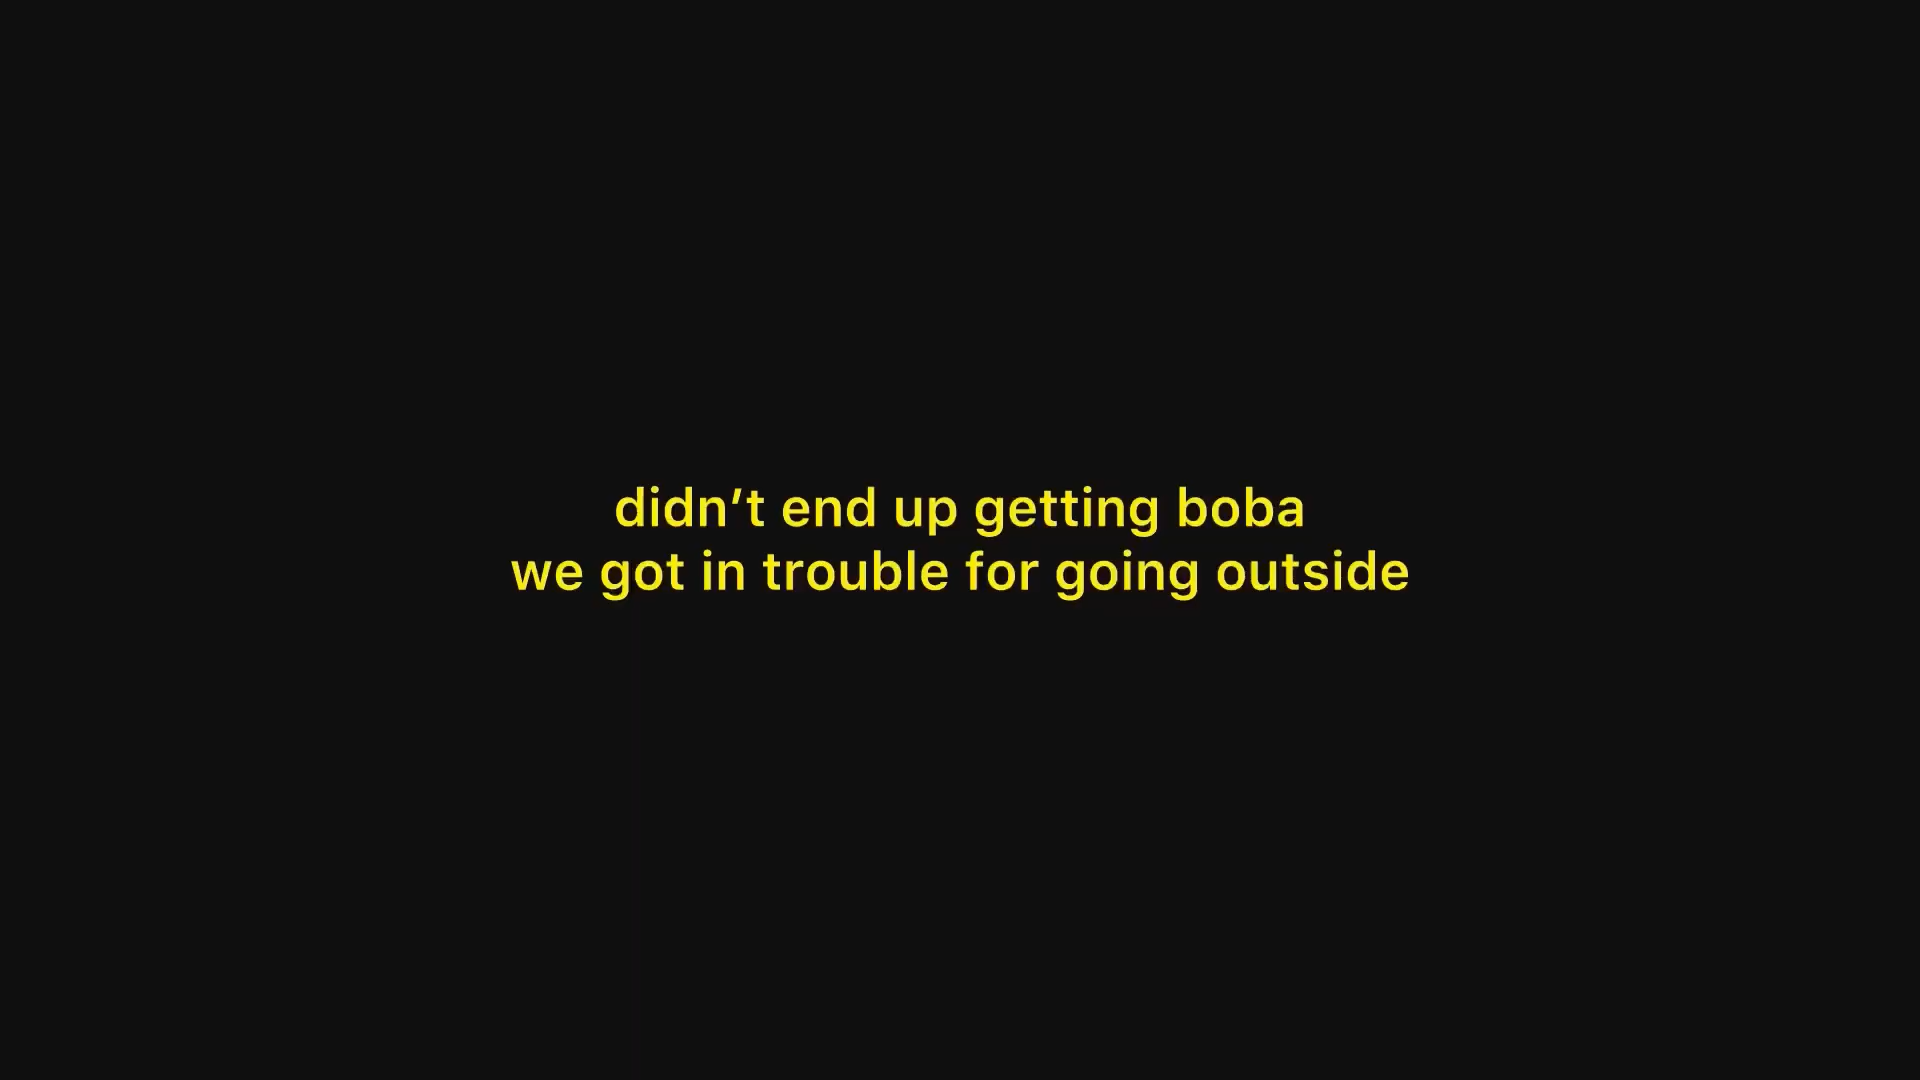 didn’t end up getting boba
we got in trouble for going outside